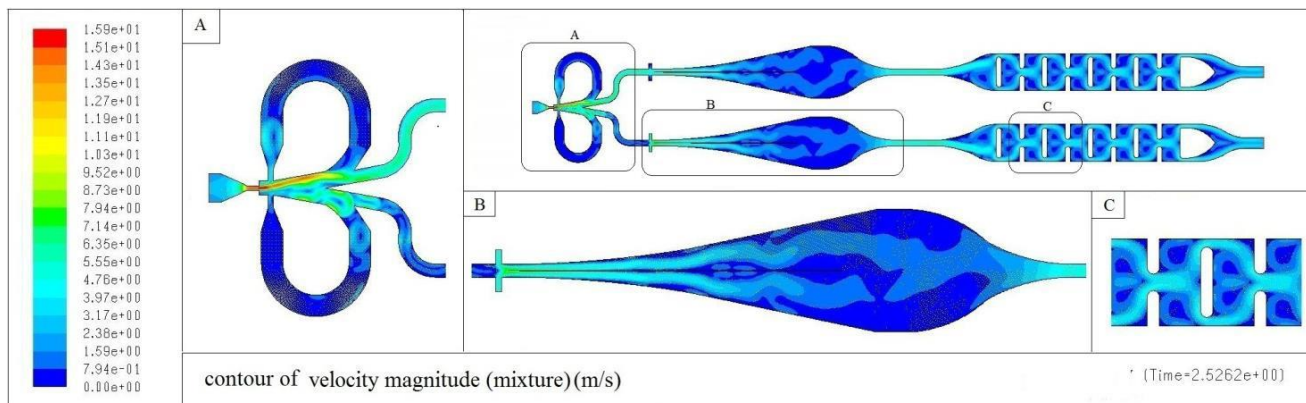 1.59e+01
1.51e+01
1.43e+01
1.35e+01
1.27e+01
1.19e+01
1.11e+01
1.03e+01
9.52e+00
8.73e+00
7.94e+00
7.14e+00
6.35e+00
5.55e+00
4.76e+00
3.97e+00
3.17e+00
2.38e+00
1.59e+00
7.94e-01
0.00e+00
A
A
B
C
B
C
contour of velocity magnitude (mixture)(m/s)
(Time=2.5262e+00)